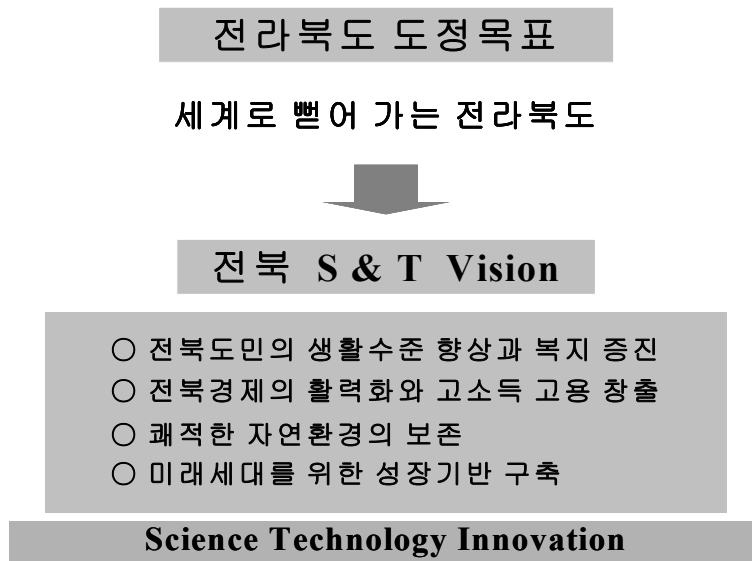 전라북도 도정목표
세계로 뻗어 가는 전라북도
전북 S & T Vision
○ 전북도민의 생활수준 향상과 복지 증진
○ 전북경제의 활력화와 고소득 고용 창출
○ 쾌적한 자연환경의 보존
○ 미래세대를 위한 성장기반 구축
Science Technology Innovation